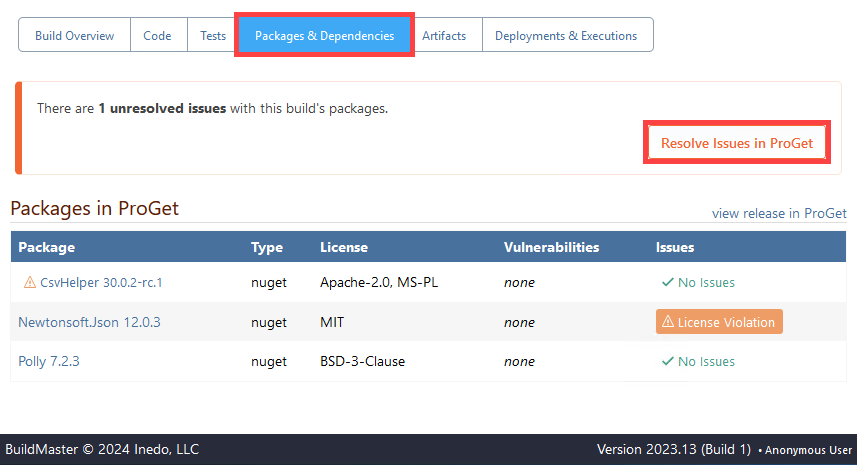 Build Overview Code Tests Packages & Dependencies Artifacts Deployments & Executions
There are 1 unresolved issues with this build's packages.
Resolve Issues in ProGet
Packages in ProGet view release in ProGet
Package Type License Vulnerabilities Issues
CsvHelper 30.0.2-rc.1 nuget Apache-2.0, MS-PL none No Issues
Newtonsoft.Json 12.0.3 nuget MIT none License Violation
Polly 7.2.3 nuget BSD-3-Clause none No Issues
BuildMaster © 2024 Inedo, LLC Version 2023.13 (Build 1) • Anonymous User